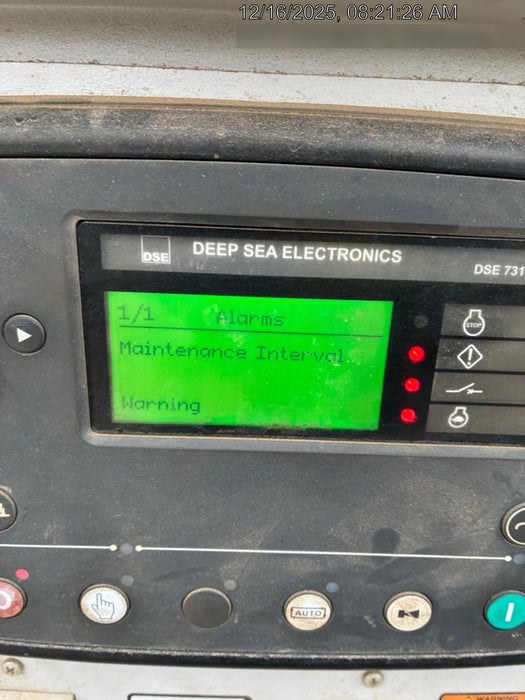 12/16/2025, 08:21:26 AM
DSE
DEEP SEA ELECTRONICS
DSE 731
1/1 Alarms
STOP
Maintenance Interval
Warning
AUTO
WARNING